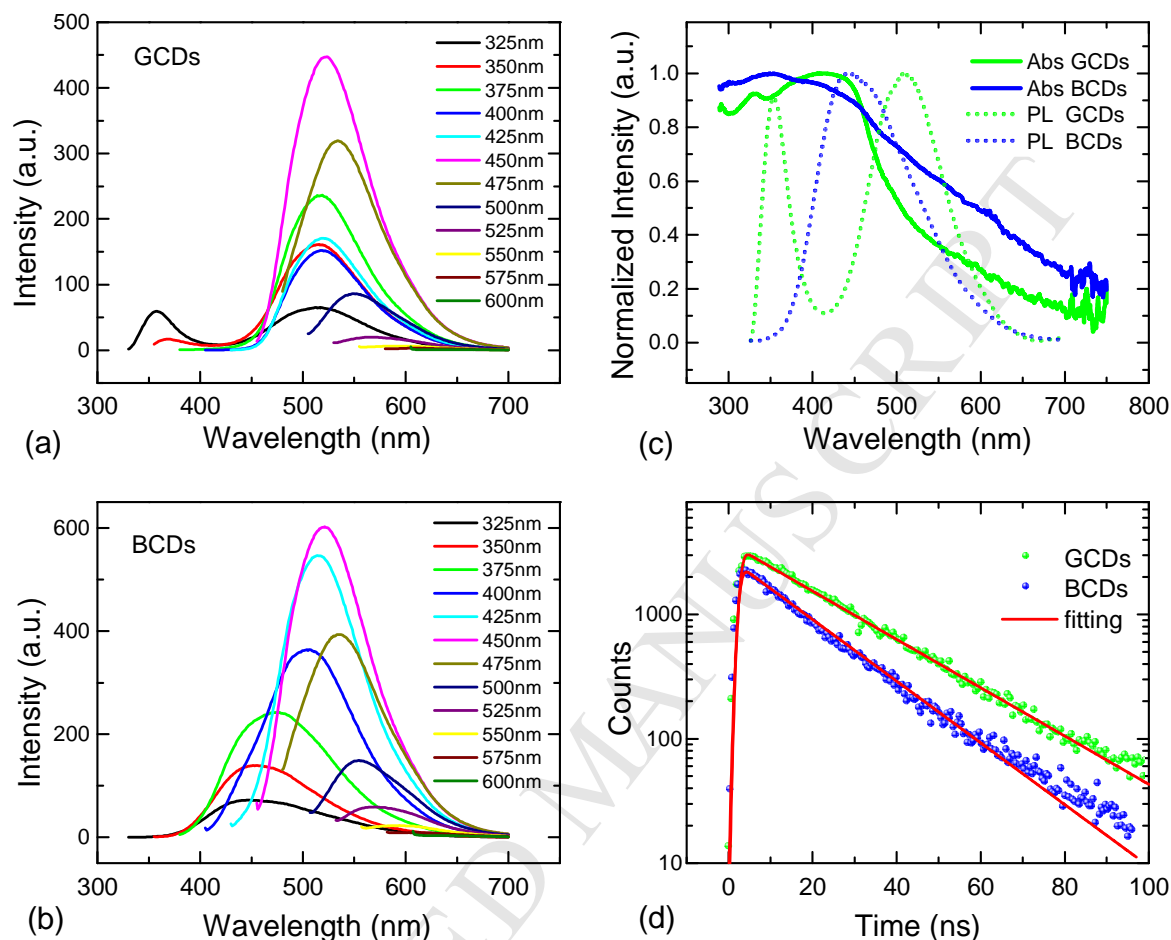 GCDs
325nm
350nm
375nm
400nm
425nm
450nm
475nm
500nm
525nm
550nm
575nm
600nm
500
400
300
200
100
0
Intensity (a.u.)
300 400 500 600 700
Wavelength (nm)
(a)
Abs GCDs
Abs BCDs
PL GCDs
PL BCDs
1.0
0.8
0.6
0.4
0.2
0.0
Normalized Intensity (a.u.)
300 400 500 600 700 800
Wavelength (nm)
(c)
BCDs
325nm
350nm
375nm
400nm
425nm
450nm
475nm
500nm
525nm
550nm
575nm
600nm
600
400
200
0
Intensity (a.u.)
300 400 500 600 700
Wavelength (nm)
(b)
GCDs
BCDs
fitting
1000
100
10
Counts
0 20 40 60 80 100
Time (ns)
(d)
ED MANUSCRIPT